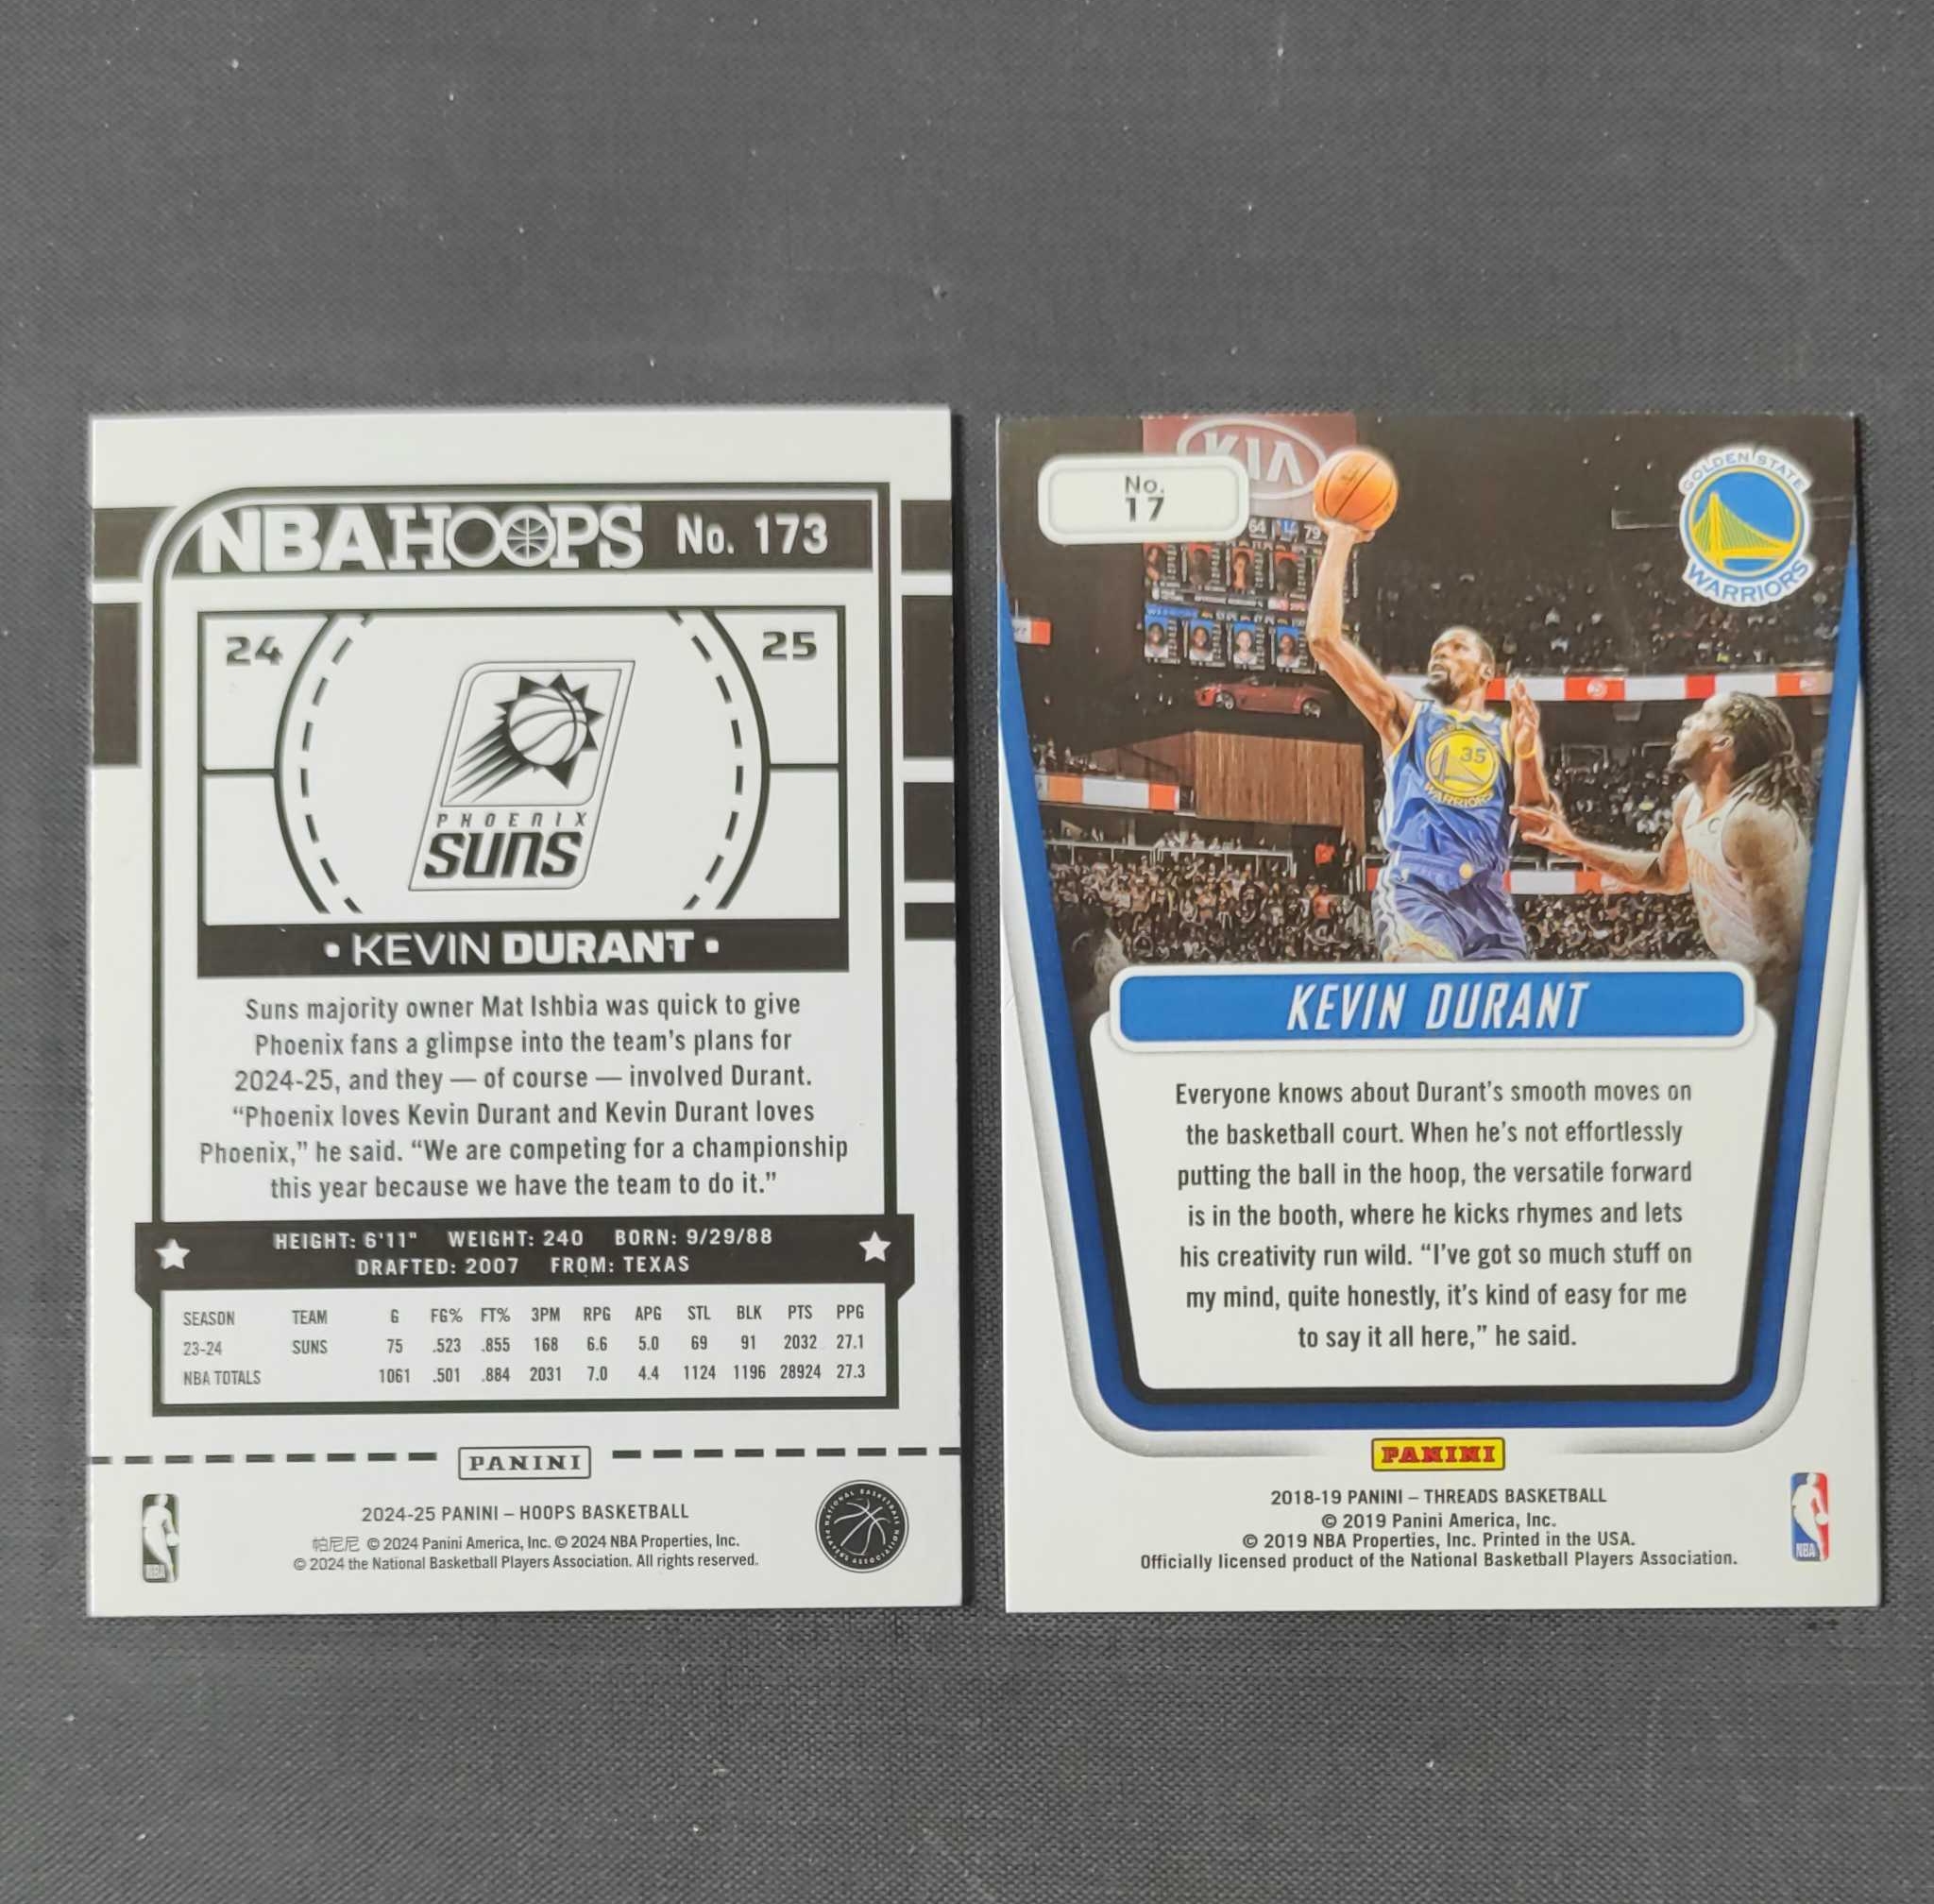 NBA HOOPS No. 173
24 25
PHOENIX
SUNS
• KEVIN DURANT •
Suns majority owner Mat Ishbia was quick to give
Phoenix fans a glimpse into the team's plans for
2024-25, and they — of course — involved Durant.
“Phoenix loves Kevin Durant and Kevin Durant loves
Phoenix,” he said. “We are competing for a championship
this year because we have the team to do it.”
HEIGHT: 6'11" WEIGHT: 240 BORN: 9/29/88
DRAFTED: 2007 FROM: TEXAS
SEASON TEAM G FG% FT% 3PM RPG APG STL BLK PTS PPG
23-24 SUNS 75 .523 .855 168 6.6 5.0 69 91 2032 27.1
NBA TOTALS 1061 .501 .884 2031 7.0 4.4 1124 1196 28924 27.3
PANINI
2024-25 PANINI – HOOPS BASKETBALL
帕尼尼 © 2024 Panini America, Inc. © 2024 NBA Properties, Inc.
© 2024 the National Basketball Players Association. All rights reserved.
NBA
NATIONAL BASKETBALL PLAYERS ASSOCIATION
KIA
No.
17
64 79
GOLDEN STATE
WARRIORS
35
WARRIORS
KEVIN DURANT
Everyone knows about Durant's smooth moves on
the basketball court. When he's not effortlessly
putting the ball in the hoop, the versatile forward
is in the booth, where he kicks rhymes and lets
his creativity run wild. “I've got so much stuff on
my mind, quite honestly, it's kind of easy for me
to say it all here,” he said.
PANINI
2018-19 PANINI – THREADS BASKETBALL
© 2019 Panini America, Inc.
© 2019 NBA Properties, Inc. Printed in the USA.
Officially licensed product of the National Basketball Players Association.
NBA